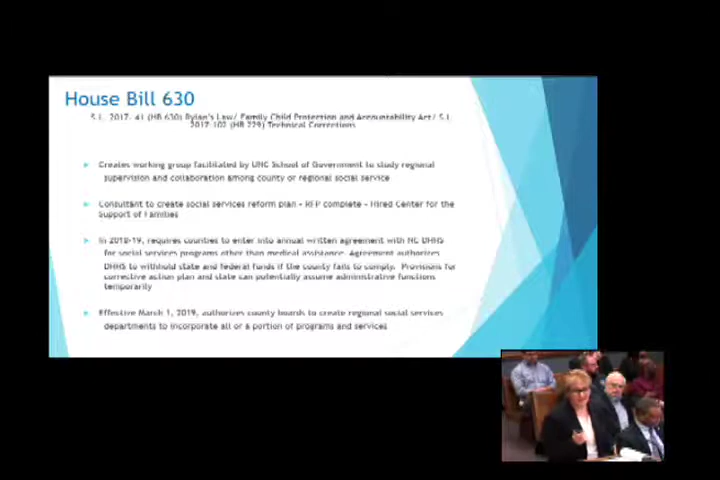 House Bill 630
S.L. 2017- 41 (HB 630) Rylan's Law/ Family Child Protection and Accountability Act/ S.L.
2017-102 (HB 229) Technical Corrections
Creates working group facilitated by UNC School of Government to study regional
supervision and collaboration among county or regional social service
Consultant to create social services reform plan - RFP complete - Hired Center for the
Support of Families
In 2018-19, requires counties to enter into annual written agreement with NC DHHS
for social services programs other than medical assistance. Agreement authorizes
DHHS to withhold state and federal funds if the county fails to comply. Provisions for
corrective action plan and state can potentially assume administrative functions
temporarily
Effective March 1, 2019, authorizes county boards to create regional social services
departments to incorporate all or a portion of programs and services